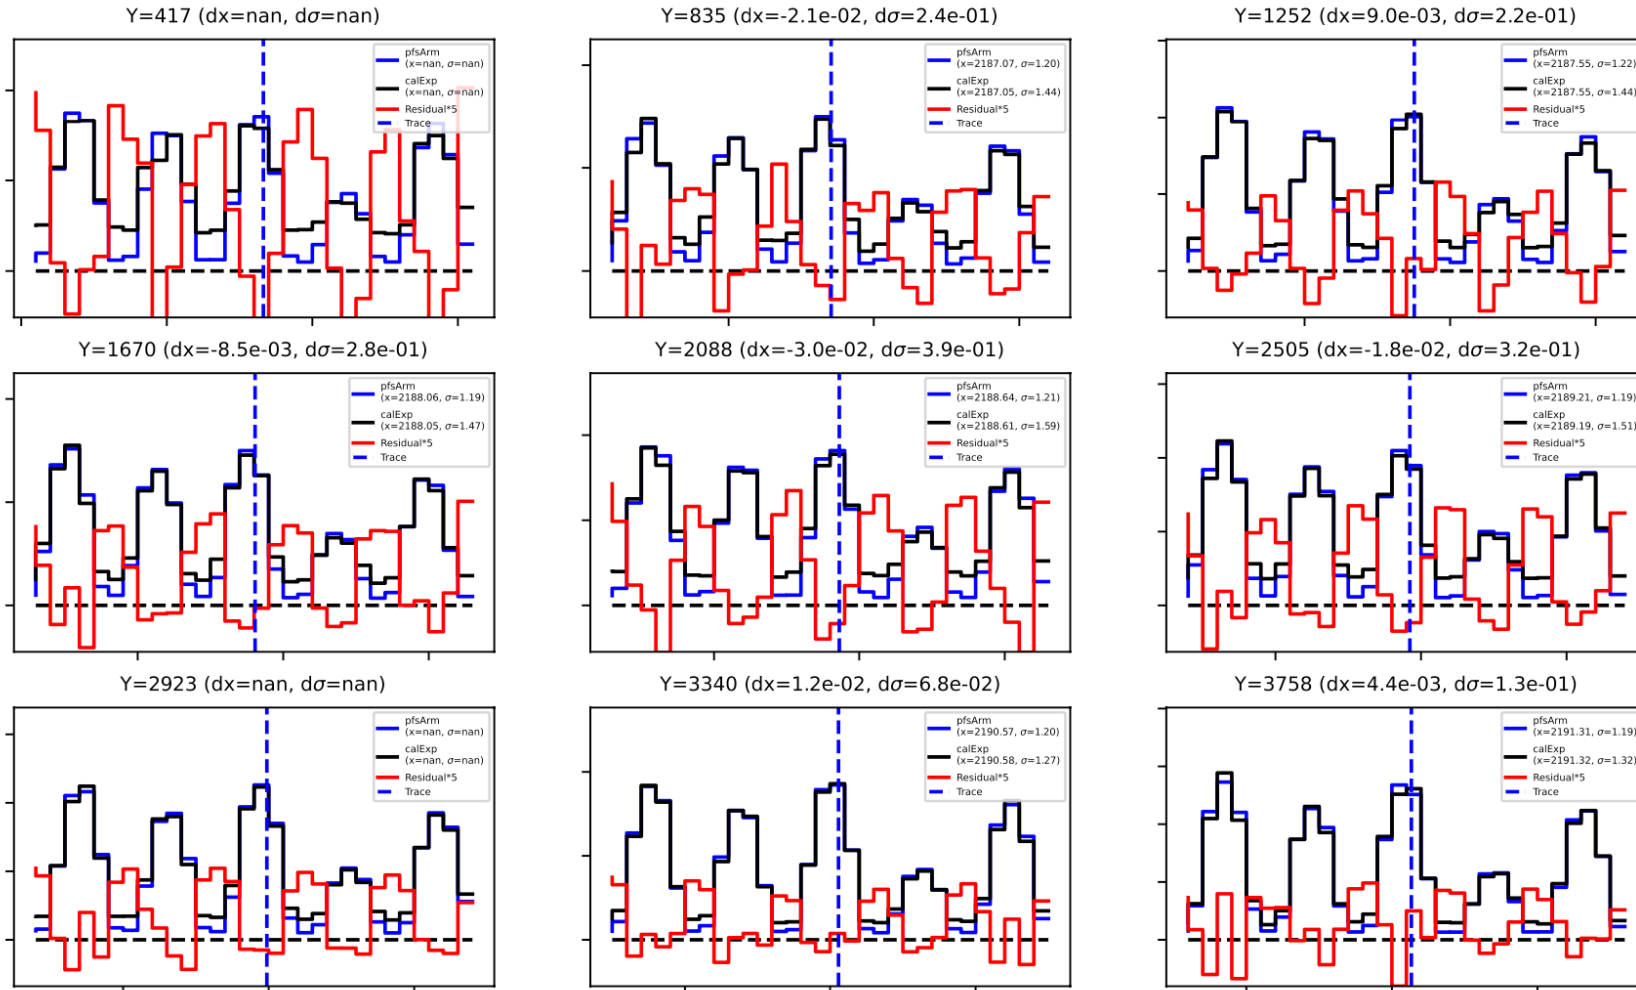 Y=417 (dx=nan, dσ=nan)
pfsArm
(x=nan, σ=nan)
calExp
(x=nan, σ=nan)
Residual*5
Trace
Y=835 (dx=-2.1e-02, dσ=2.4e-01)
pfsArm
(x=2187.07, σ=1.20)
calExp
(x=2187.05, σ=1.44)
Residual*5
Trace
Y=1252 (dx=9.0e-03, dσ=2.2e-01)
pfsArm
(x=2187.55, σ=1.22)
calExp
(x=2187.55, σ=1.44)
Residual*5
Trace
Y=1670 (dx=-8.5e-03, dσ=2.8e-01)
pfsArm
(x=2188.06, σ=1.19)
calExp
(x=2188.05, σ=1.47)
Residual*5
Trace
Y=2088 (dx=-3.0e-02, dσ=3.9e-01)
pfsArm
(x=2188.64, σ=1.21)
calExp
(x=2188.61, σ=1.59)
Residual*5
Trace
Y=2505 (dx=-1.8e-02, dσ=3.2e-01)
pfsArm
(x=2189.21, σ=1.19)
calExp
(x=2189.19, σ=1.51)
Residual*5
Trace
Y=2923 (dx=nan, dσ=nan)
pfsArm
(x=nan, σ=nan)
calExp
(x=nan, σ=nan)
Residual*5
Trace
Y=3340 (dx=1.2e-02, dσ=6.8e-02)
pfsArm
(x=2190.57, σ=1.20)
calExp
(x=2190.58, σ=1.27)
Residual*5
Trace
Y=3758 (dx=4.4e-03, dσ=1.3e-01)
pfsArm
(x=2191.31, σ=1.19)
calExp
(x=2191.32, σ=1.32)
Residual*5
Trace